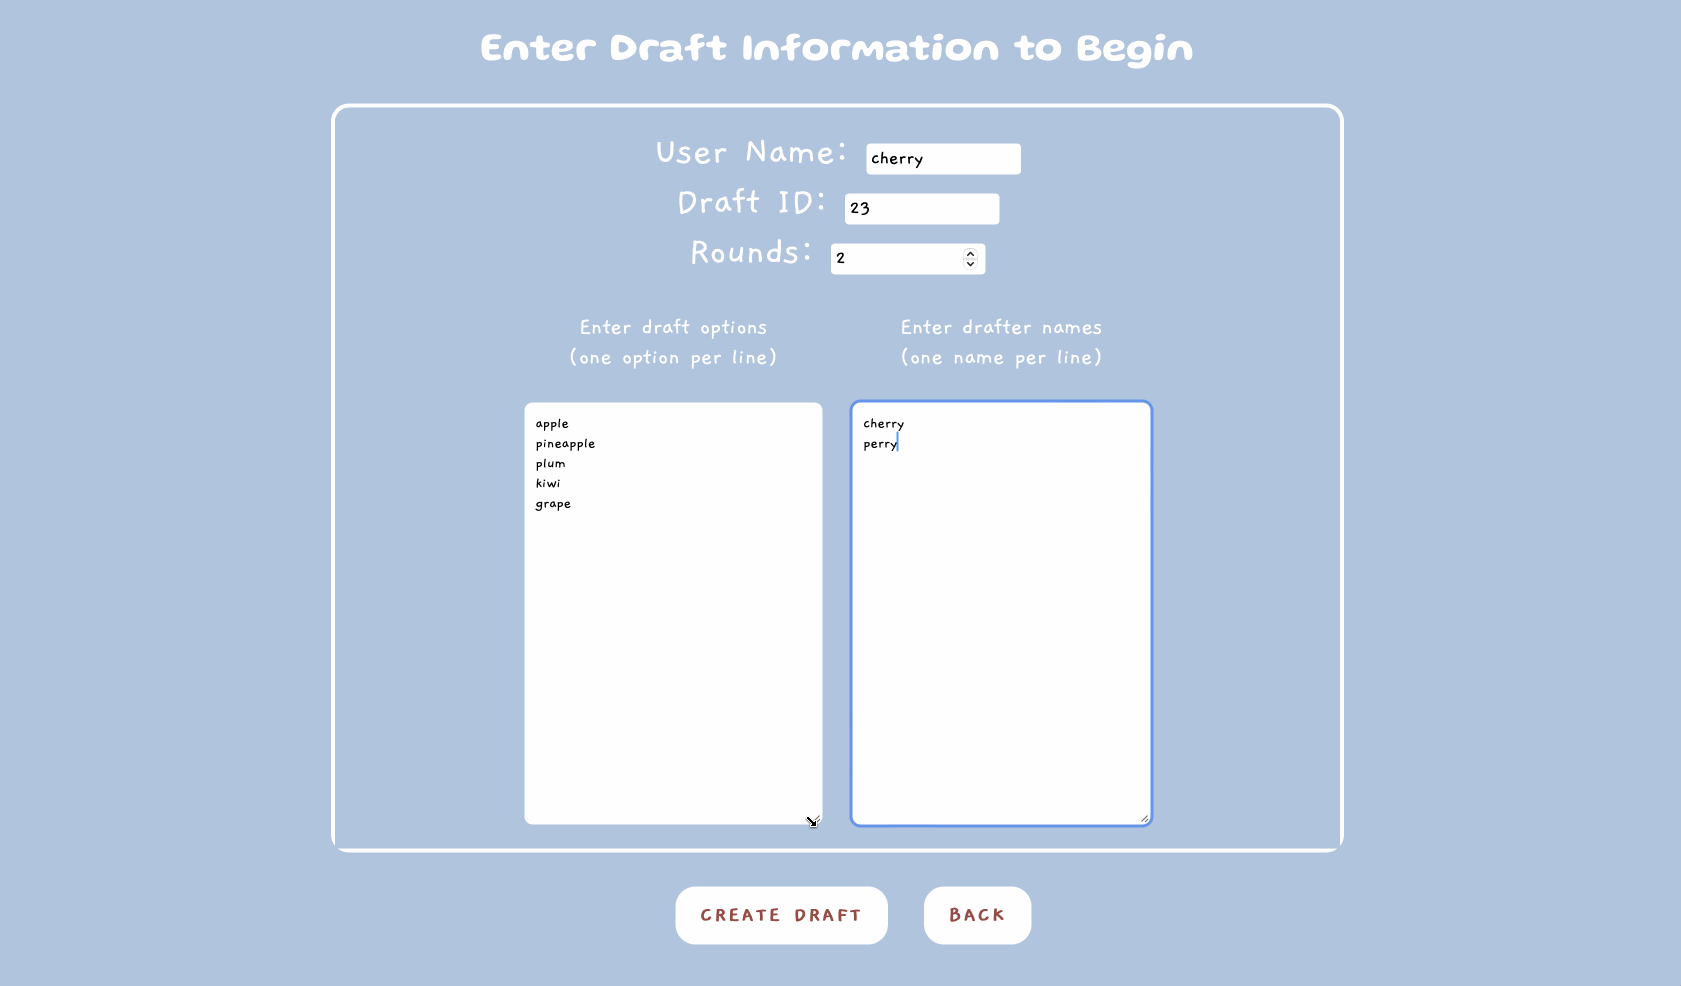 Enter Draft Information to Begin
User Name: cherry
Draft ID: 23
Rounds: 2
Enter draft options
(one option per line)
Enter drafter names
(one name per line)
apple
pineapple
plum
kiwi
grape
cherry
perry
CREATE DRAFT
BACK